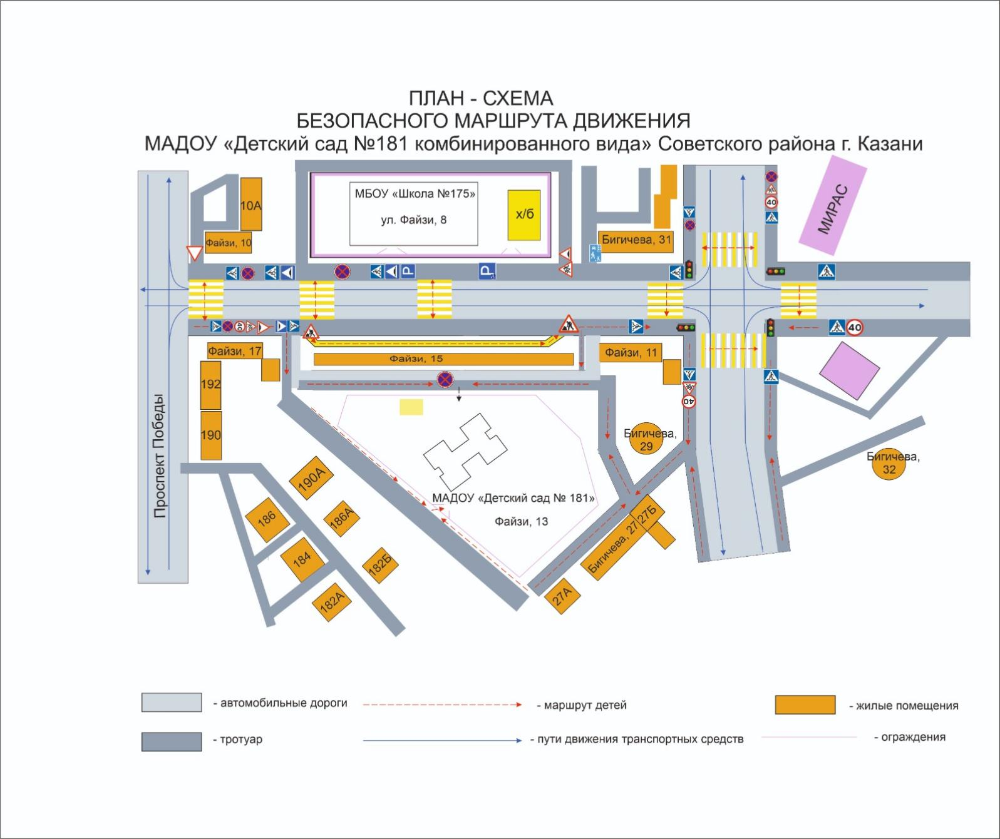 ПЛАН - СХЕМА
БЕЗОПАСНОГО МАРШРУТА ДВИЖЕНИЯ
МАДОУ «Детский сад №181 комбинированного вида» Советского района г. Казани
10А
Файзи, 10
МБОУ «Школа №175»
ул. Файзи, 8
х/б
Бигичева, 31
40
МИРАС
P
P
40
40
Файзи, 17
192
190
Файзи, 15
Файзи, 11
40
Проспект Победы
Бигичева,
29
Бигичева,
32
190А
186
186А
184
182Б
182А
МАДОУ «Детский сад № 181»
Файзи, 13
Бигичева, 27
27Б
27А
- автомобильные дороги
- маршрут детей
- жилые помещения
- тротуар
- пути движения транспортных средств
- ограждения